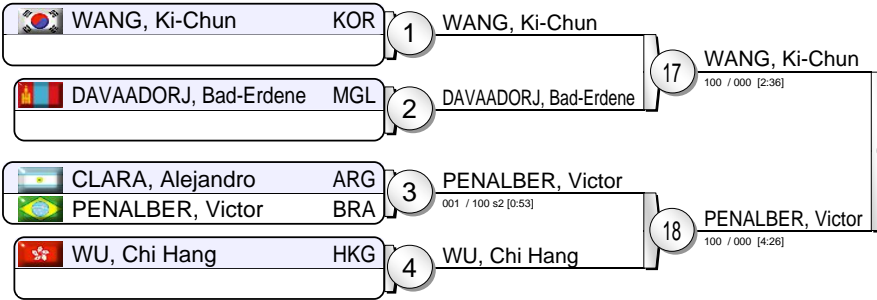 WANG, Ki-Chun KOR
1
WANG, Ki-Chun
17
WANG, Ki-Chun
100 / 000 [2:36]
DAVAADORJ, Bad-Erdene MGL
2
DAVAADORJ, Bad-Erdene
CLARA, Alejandro ARG
PENALBER, Victor BRA
3
PENALBER, Victor
001 / 100 s2 [0:53]
18
PENALBER, Victor
100 / 000 [4:26]
WU, Chi Hang HKG
4
WU, Chi Hang